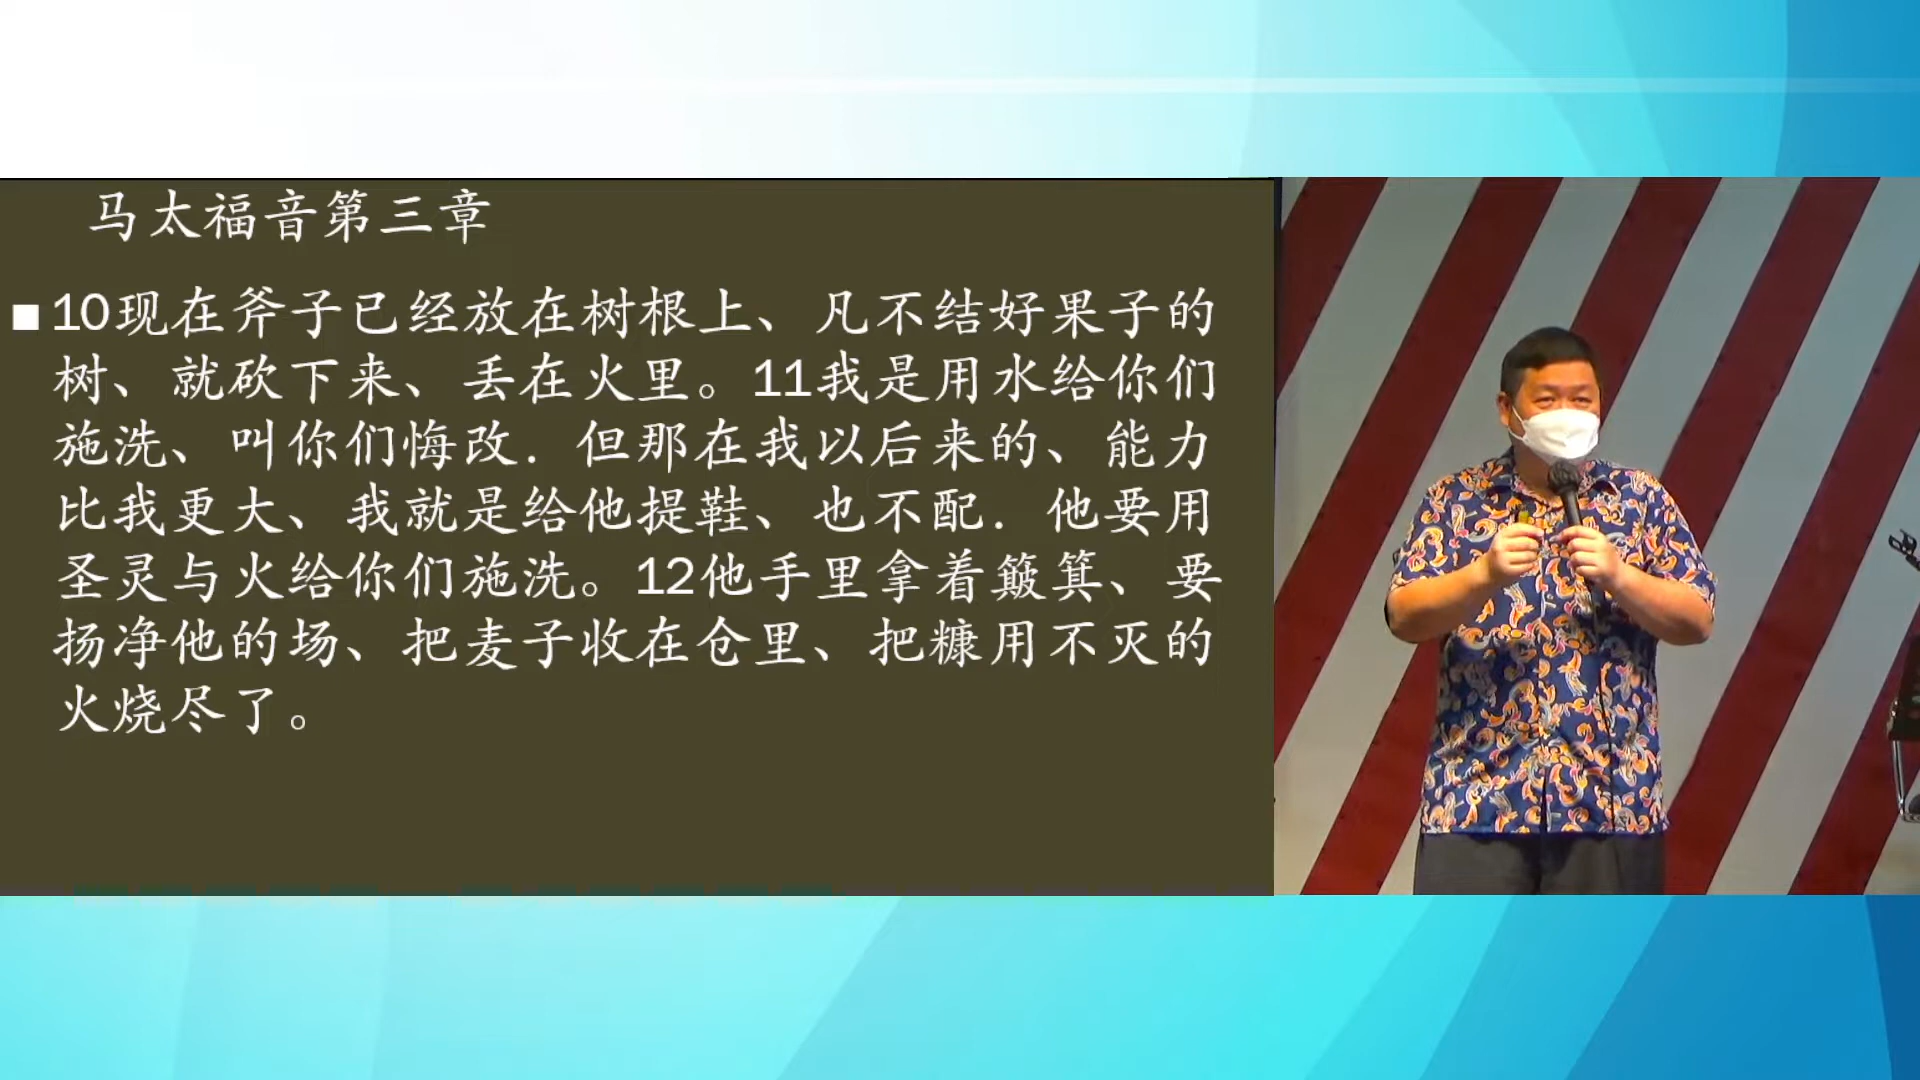 马太福音第三章
■10现在斧子已经放在树根上、凡不结好果子的
树、就砍下来、丢在火里。11我是用水给你们
施洗、叫你们悔改．但那在我以后来的、能力
比我更大、我就是给他提鞋、也不配．他要用
圣灵与火给你们施洗。12他手里拿着簸箕、要
扬净他的场、把麦子收在仓里、把糠用不灭的
火烧尽了。